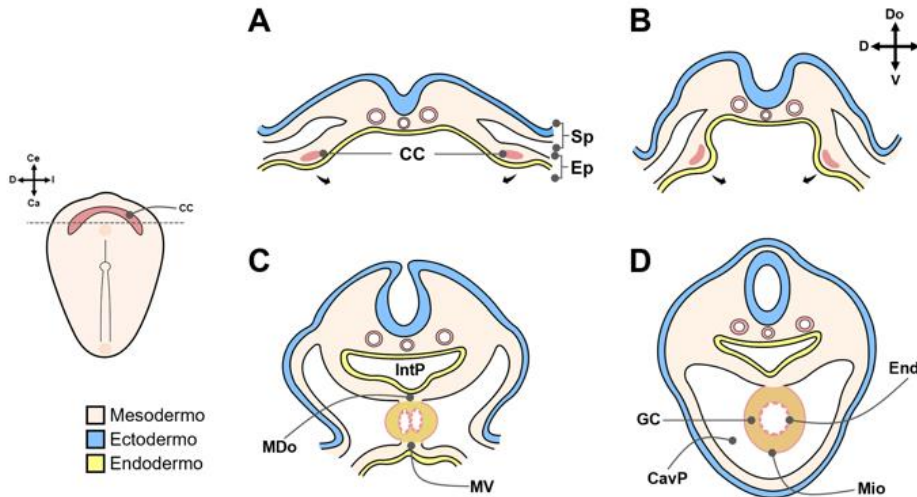 A
B
Do
D
V
Sp
CC
Ep
Ce
D
I
Ca
CC
C
D
IntP
End
MDo
GC
CavP
MV
Mio
Mesodermo
Ectodermo
Endodermo